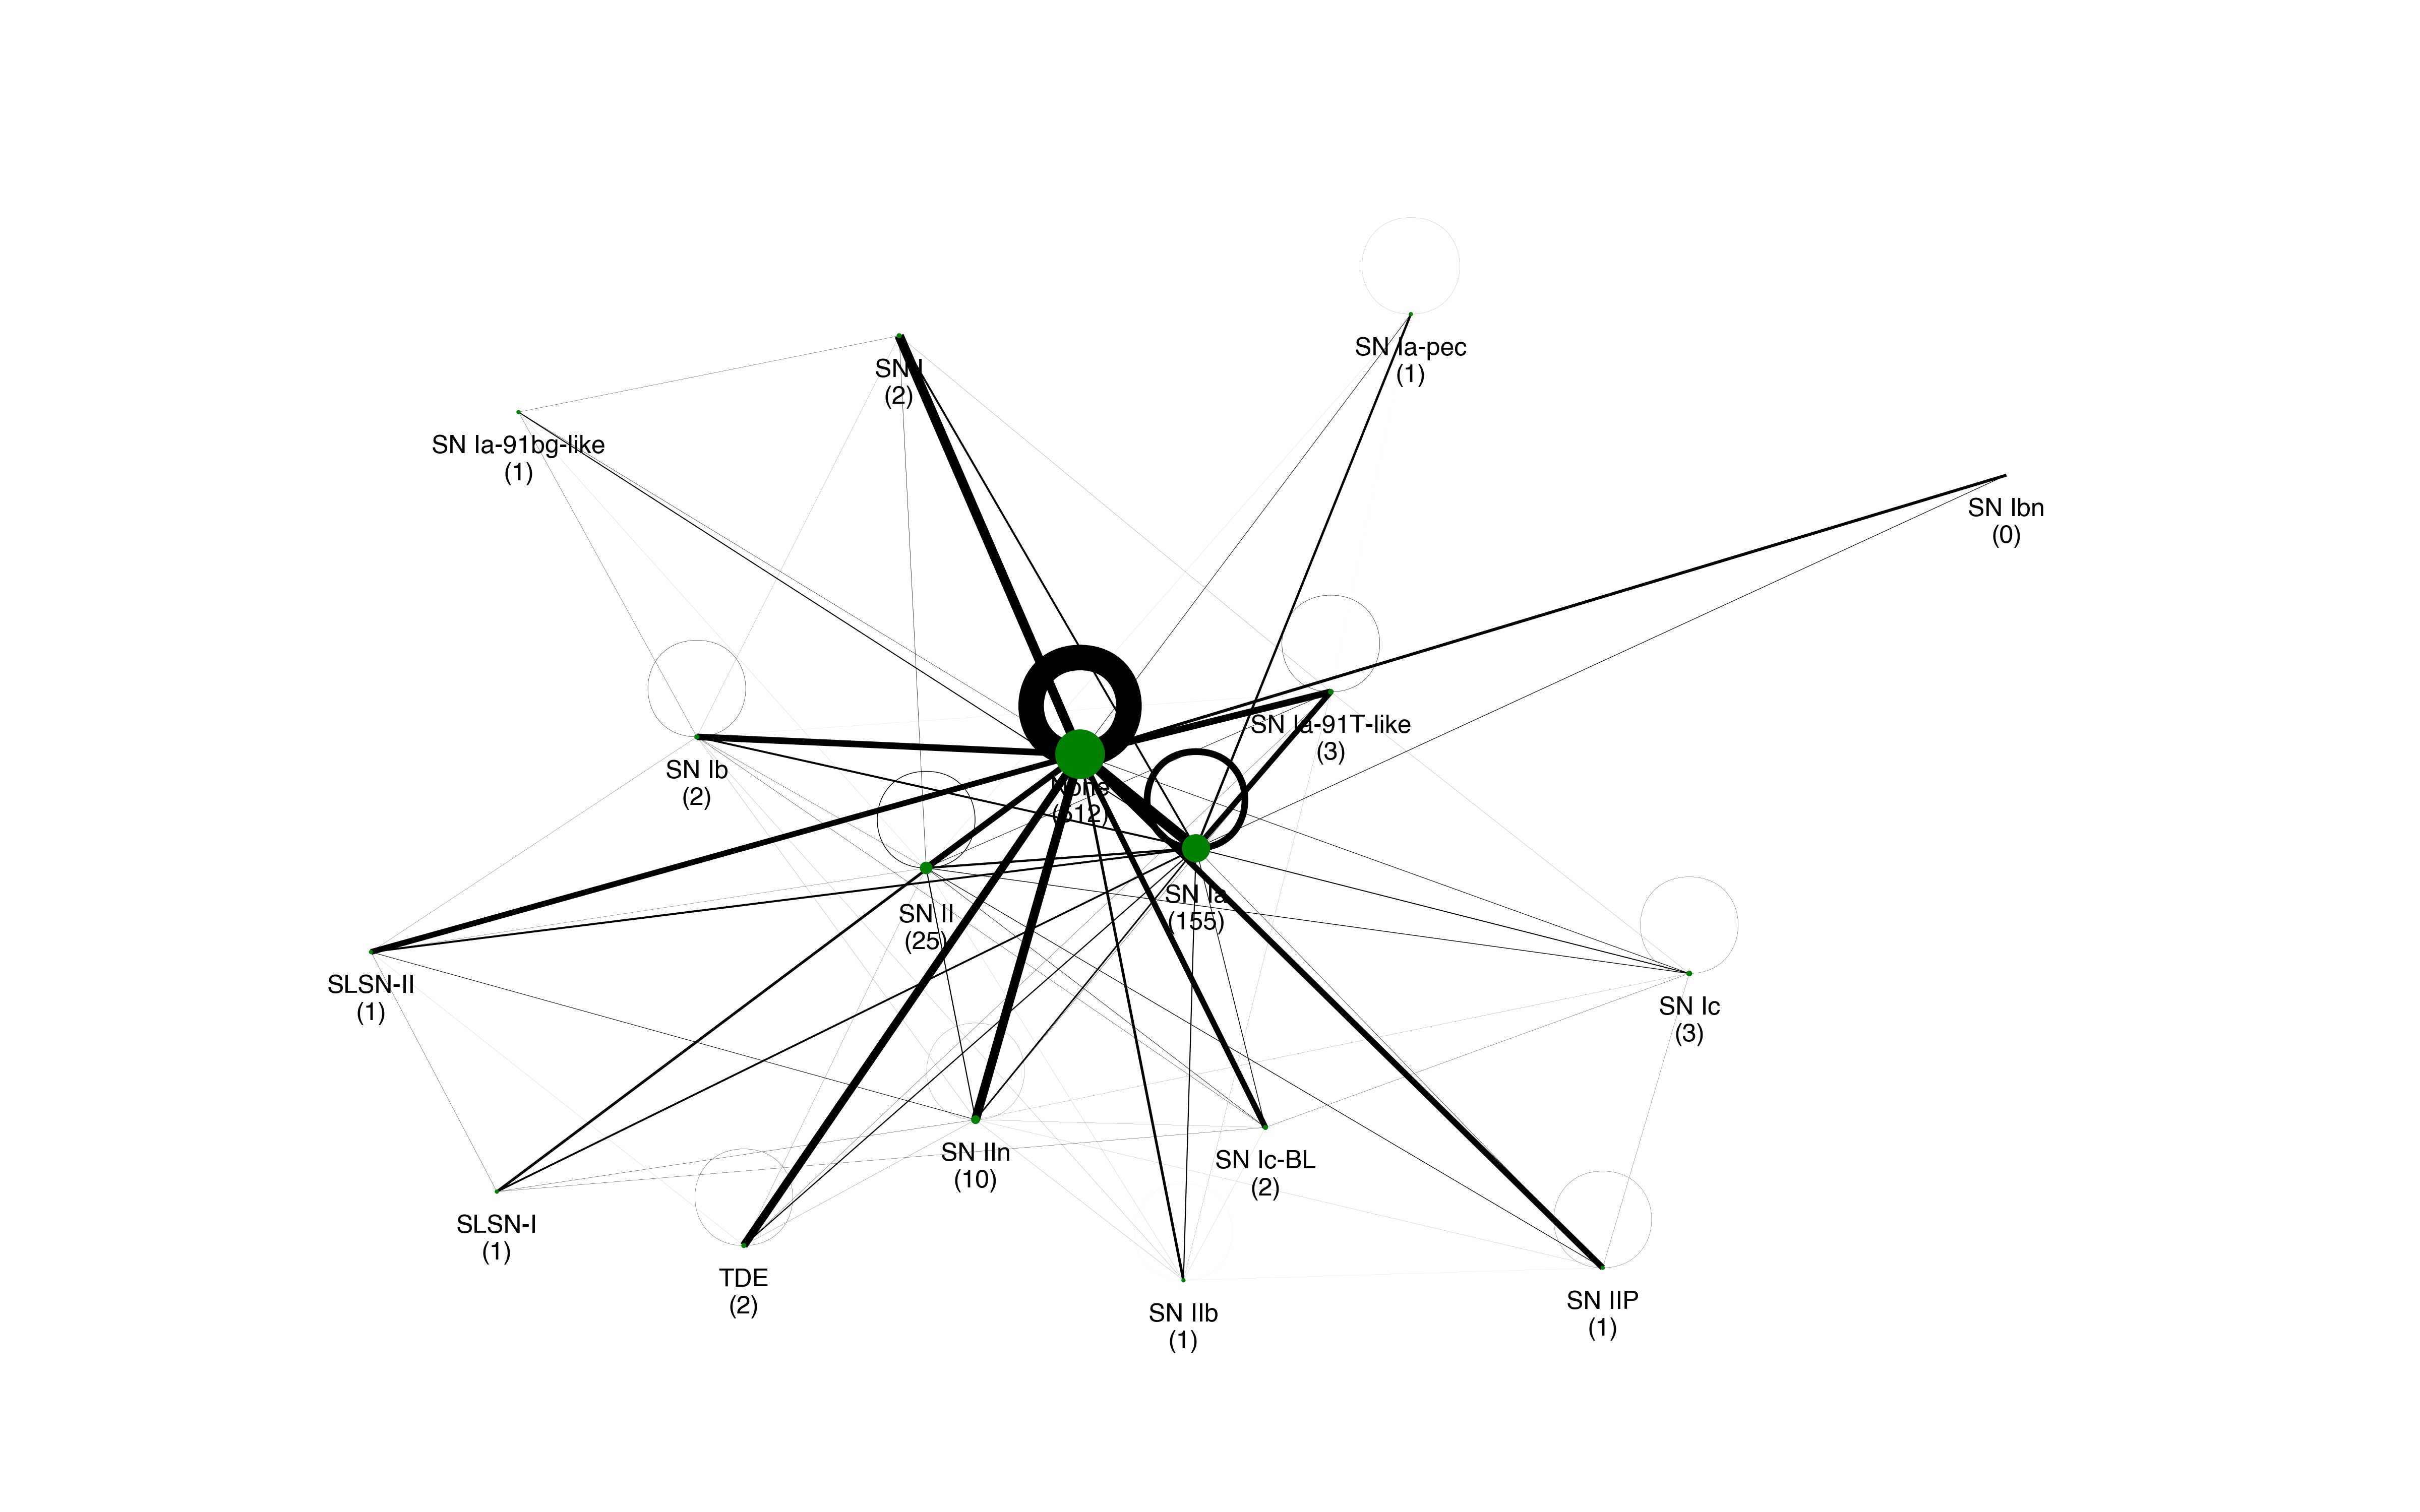 SN Ia-pec
(1)
SN I
(2)
SN Ia-91bg-like
(1)
SN Ibn
(0)
SN Ia-91T-like
(3)
SN Ib
(2)
None
(512)
SN Ia
(155)
SN II
(25)
SLSN-II
(1)
SN Ic
(3)
SN IIn
(10)
SN Ic-BL
(2)
SLSN-I
(1)
TDE
(2)
SN IIb
(1)
SN IIP
(1)